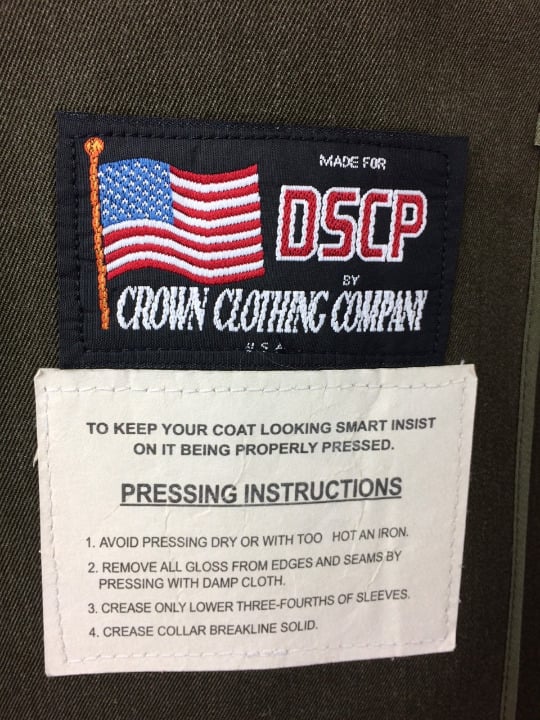 MADE FOR
DSCP
BY
CROWN CLOTHING COMPANY
U.S.A.
TO KEEP YOUR COAT LOOKING SMART INSIST
ON IT BEING PROPERLY PRESSED.
PRESSING INSTRUCTIONS
1. AVOID PRESSING DRY OR WITH TOO HOT AN IRON.
2. REMOVE ALL GLOSS FROM EDGES AND SEAMS BY
PRESSING WITH DAMP CLOTH.
3. CREASE ONLY LOWER THREE-FOURTHS OF SLEEVES.
4. CREASE COLLAR BREAKLINE SOLID.